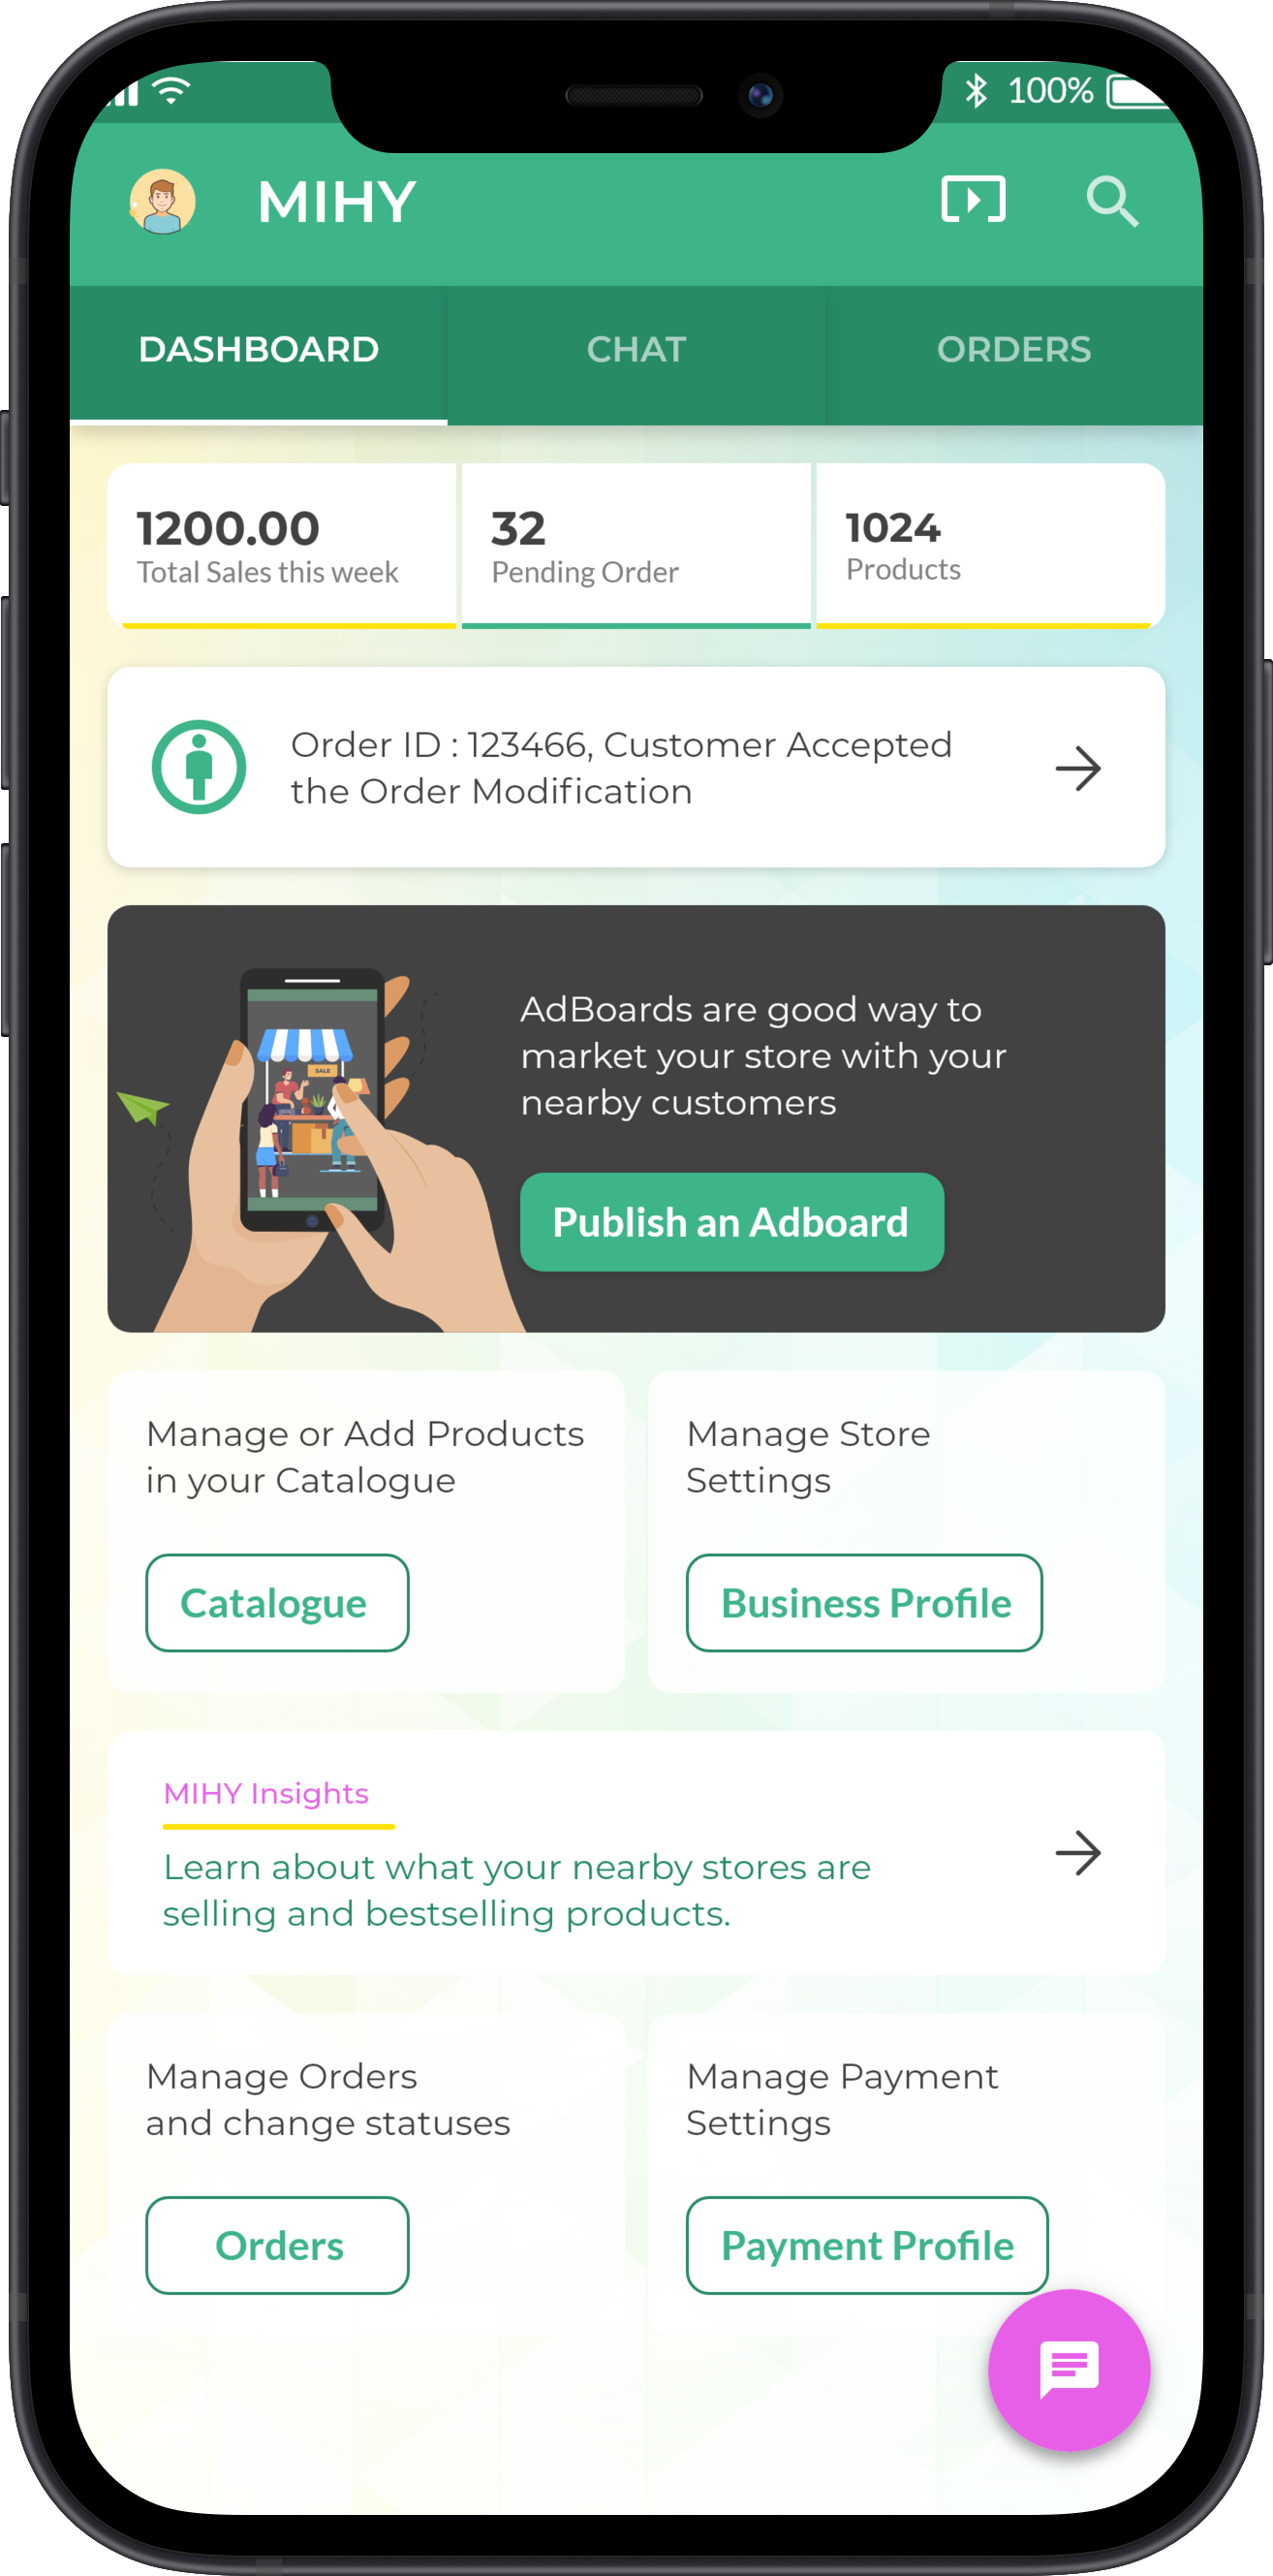 100%
MIHY
DASHBOARD
CHAT
ORDERS
1200.00
Total Sales this week
32
Pending Order
1024
Products
Order ID : 123466, Customer Accepted
the Order Modification
SALE
AdBoards are good way to
market your store with your
nearby customers
Publish an Adboard
Manage or Add Products
in your Catalogue
Catalogue
Manage Store
Settings
Business Profile
MIHY Insights
Learn about what your nearby stores are
selling and bestselling products.
Manage Orders
and change statuses
Orders
Manage Payment
Settings
Payment Profile